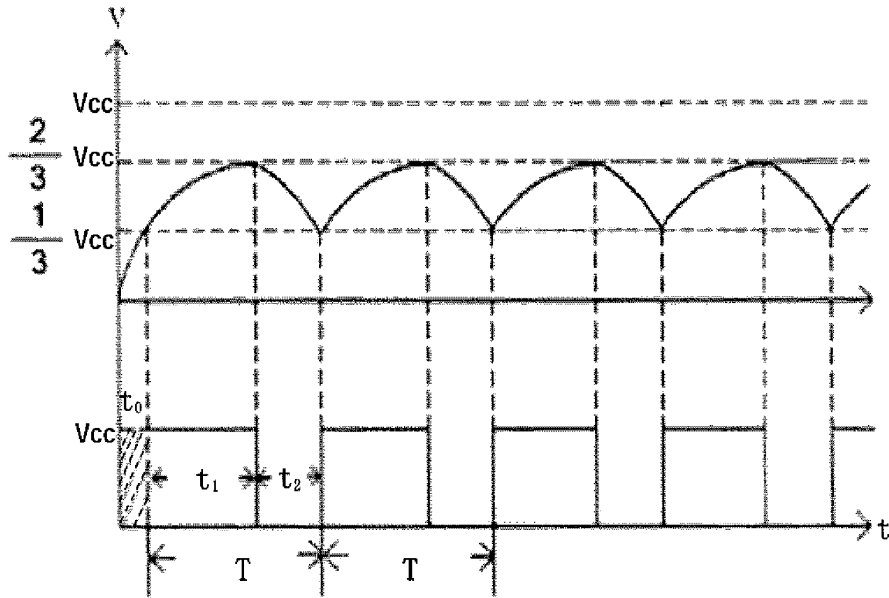 V
Vcc
2/3 Vcc
1/3 Vcc
t₀
Vcc
t₁ t₂
t
T T